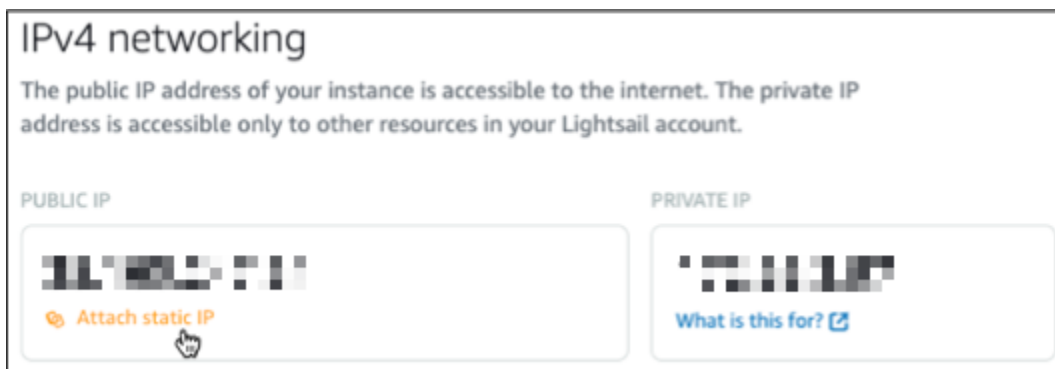 IPv4 networking
The public IP address of your instance is accessible to the internet. The private IP
address is accessible only to other resources in your Lightsail account.
PUBLIC IP
PRIVATE IP
Attach static IP
What is this for?